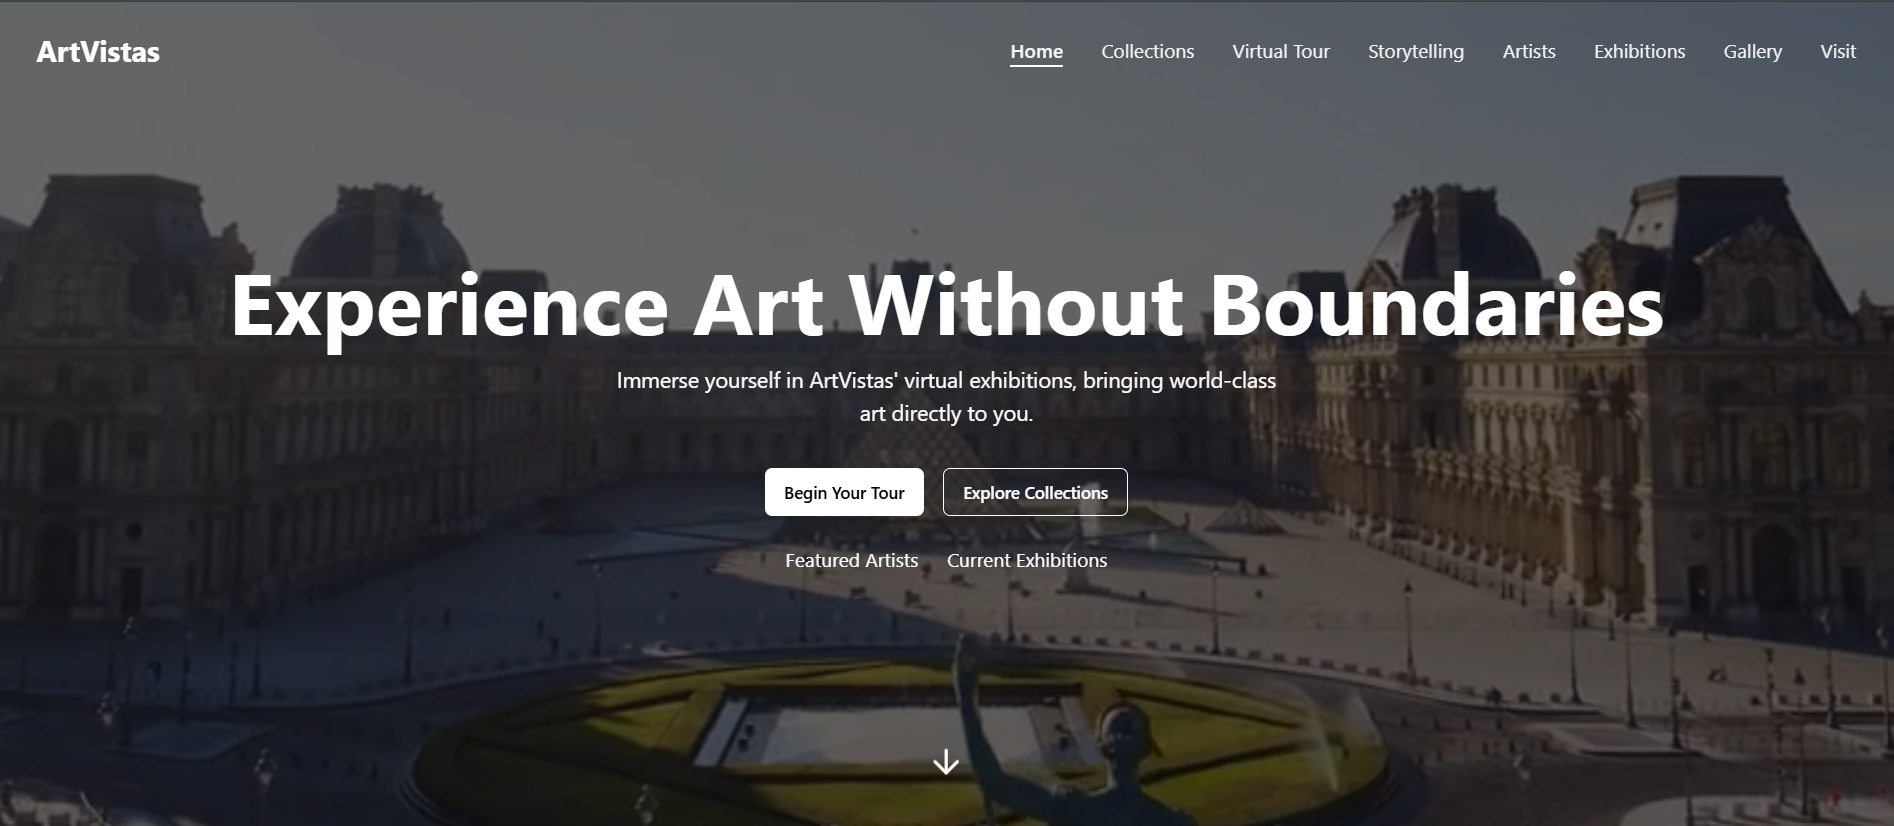 ArtVistas
Home Collections Virtual Tour Storytelling Artists Exhibitions Gallery Visit
Experience Art Without Boundaries
Immerse yourself in ArtVistas' virtual exhibitions, bringing world-class
art directly to you.
Begin Your Tour Explore Collections
Featured Artists Current Exhibitions